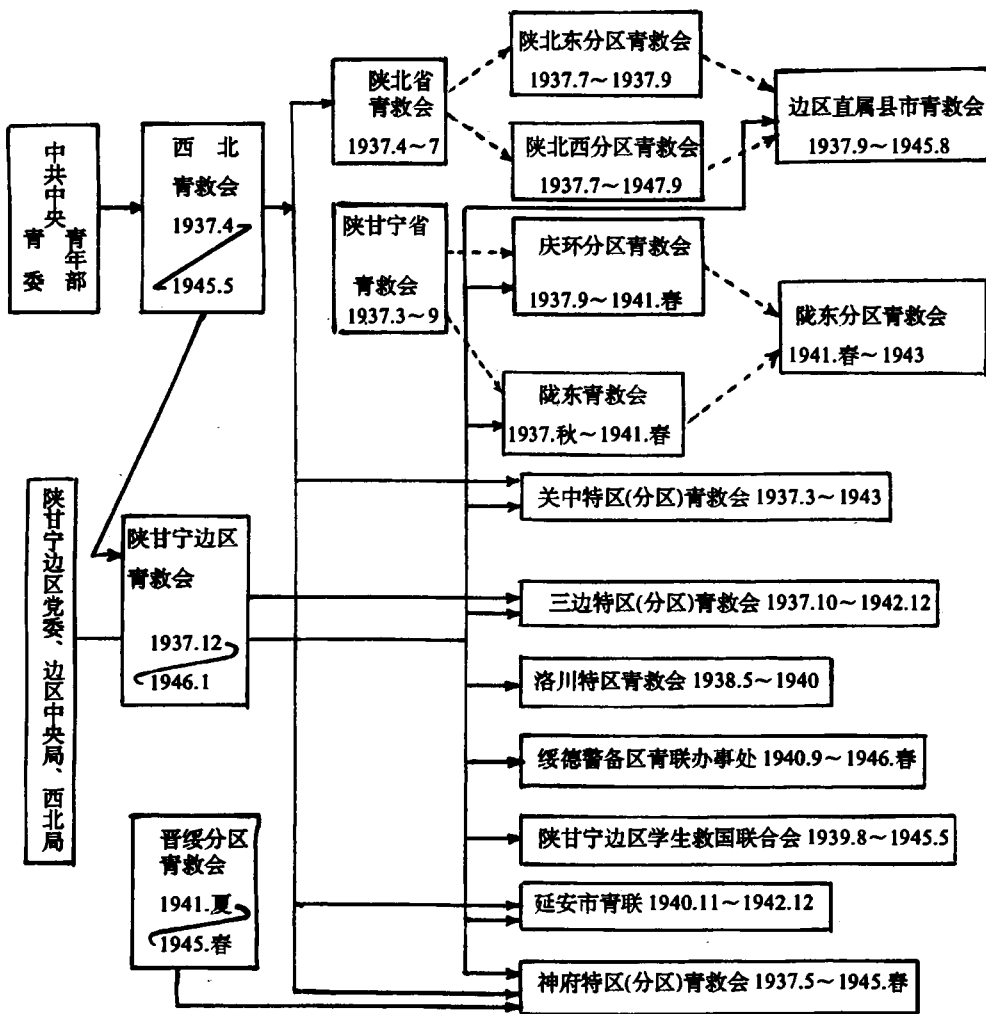 中共中央
青年部
青委
西北
青救会
1937.4
1945.5
陕北省
青救会
1937.4～7
陕北东分区青救会
1937.7～1937.9
陕北西分区青救会
1937.7～1947.9
边区直属县市青救会
1937.9～1945.8
陕甘宁省
青救会
1937.3～9
庆环分区青救会
1937.9～1941.春
陇东青救会
1937.秋～1941.春
陇东分区青救会
1941.春～1943
陕甘宁边区党委、边区中央局、西北局
陕甘宁边区
青救会
1937.12
1946.1
关中特区(分区)青救会 1937.3～1943
三边特区(分区)青救会 1937.10～1942.12
洛川特区青救会 1938.5～1940
绥德警备区青联办事处 1940.9～1946.春
陕甘宁边区学生救国联合会 1939.8～1945.5
延安市青联 1940.11～1942.12
神府特区(分区)青救会 1937.5～1945.春
晋绥分区
青救会
1941.夏
1945.春